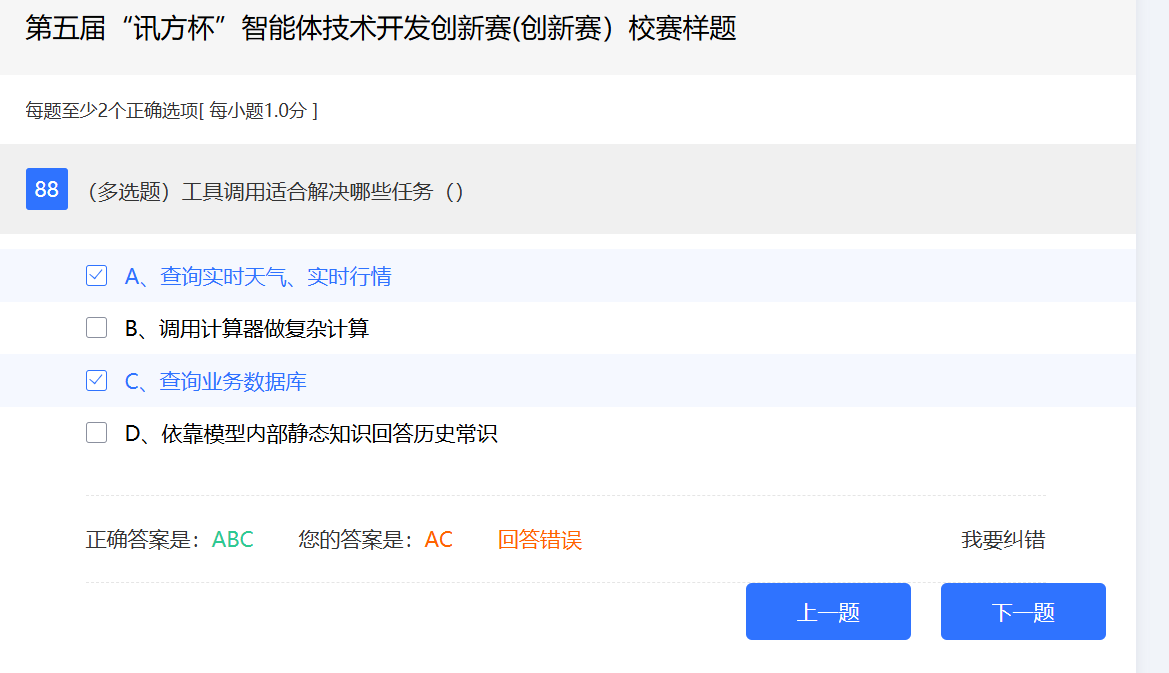 第五届“讯方杯”智能体技术开发创新赛(创新赛）校赛样题
每题至少2个正确选项[ 每小题1.0分 ]
88 （多选题）工具调用适合解决哪些任务（）
A、查询实时天气、实时行情
B、调用计算器做复杂计算
C、查询业务数据库
D、依靠模型内部静态知识回答历史常识
正确答案是：ABC 您的答案是：AC 回答错误 我要纠错
上一题 下一题